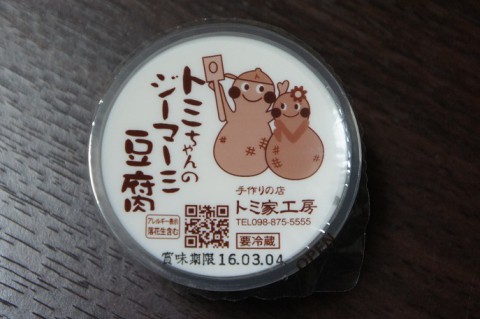 トミちゃんの
ジーマーミ
豆腐
手作りの店
トミ家工房
TEL098-875-5555
アレルギー表示
落花生含む
要冷蔵
賞味期限 16.03.04